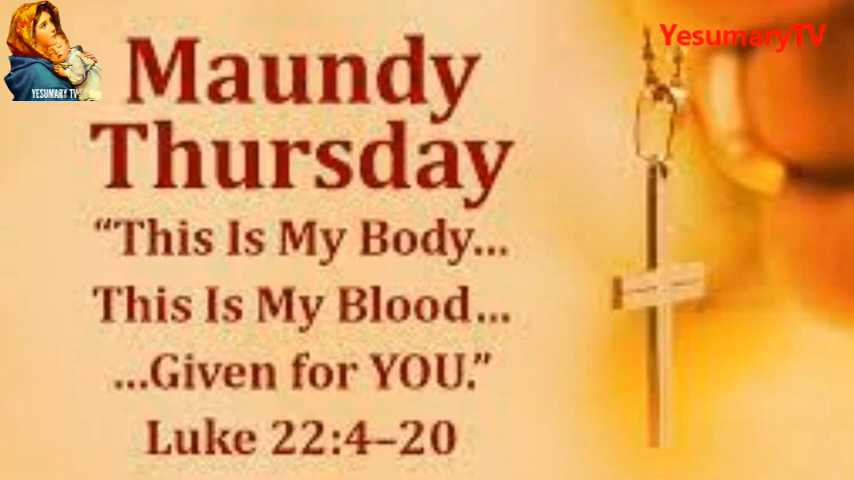 YesumaryTV
YESUMARY TV
Maundy
Thursday
“This Is My Body...
This Is My Blood...
...Given for YOU.”
Luke 22:4–20